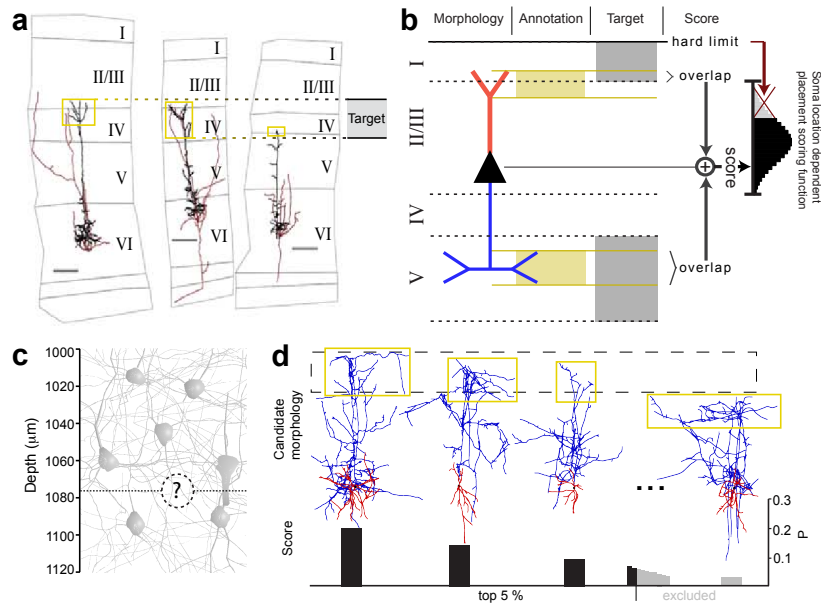 a
I
II/III
IV
V
VI
I
II/III
IV
V
VI
I
II/III
IV
V
VI
Target
b
Morphology
Annotation
Target
Score
I
II/III
IV
V
hard limit
overlap
score
+
overlap
Soma location dependent
placement scoring function
c
Depth (μm)
1000
1020
1040
1060
1080
1100
1120
?
d
Candidate
morphology
...
Score
0.3
0.2
0.1
P
top 5 %
excluded